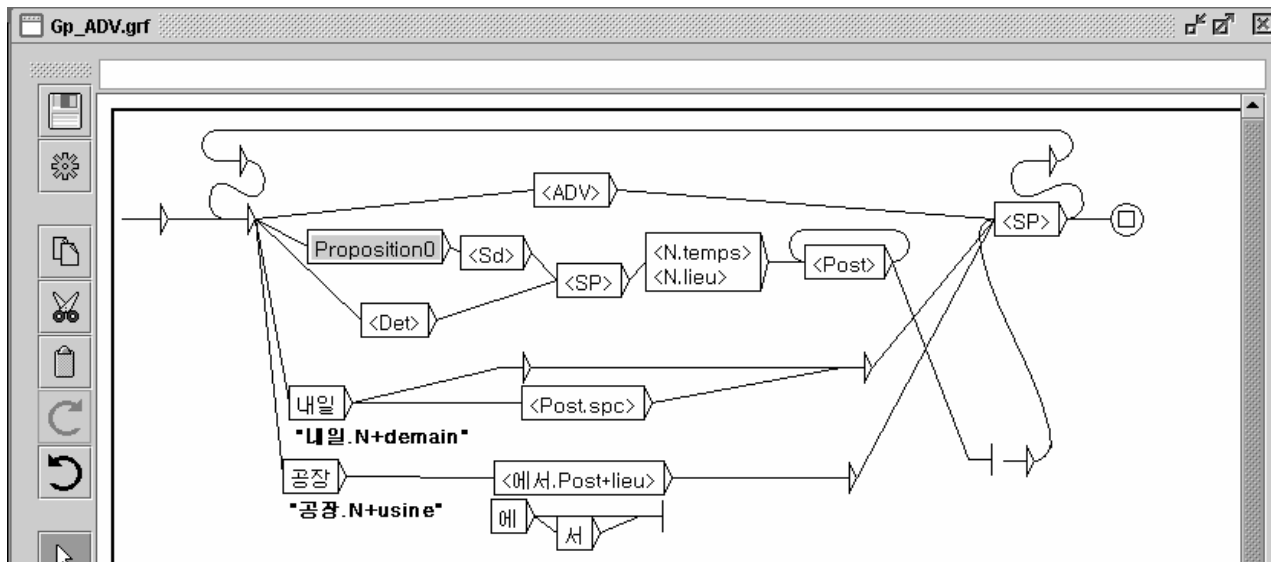 Gp_ADV.grf
<ADV>
Proposition0
<Sd>
<SP>
<N.temps>
<N.lieu>
<Post>
<SP>
<Det>
내일
<Post.spc>
"내일.N+demain"
공장
<에서.Post+lieu>
"공장.N+usine"
에
서